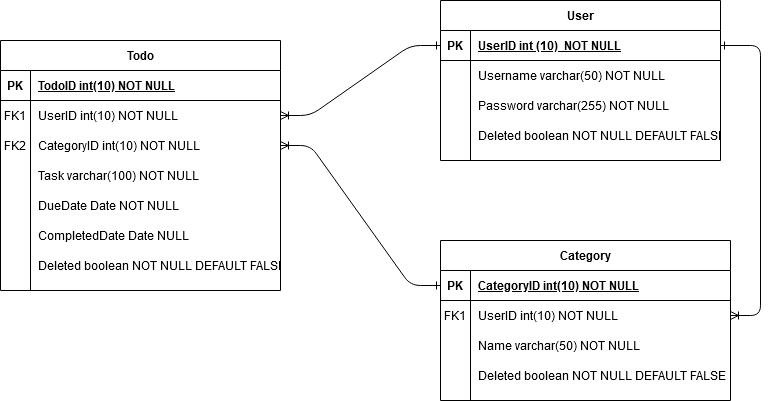 Todo
PK TodoID int(10) NOT NULL
FK1 UserID int(10) NOT NULL
FK2 CategoryID int(10) NOT NULL
Task varchar(100) NOT NULL
DueDate Date NOT NULL
CompletedDate Date NULL
Deleted boolean NOT NULL DEFAULT FALSE
User
PK UserID int (10)  NOT NULL
Username varchar(50) NOT NULL
Password varchar(255) NOT NULL
Deleted boolean NOT NULL DEFAULT FALSE
Category
PK CategoryID int(10) NOT NULL
FK1 UserID int(10) NOT NULL
Name varchar(50) NOT NULL
Deleted boolean NOT NULL DEFAULT FALSE